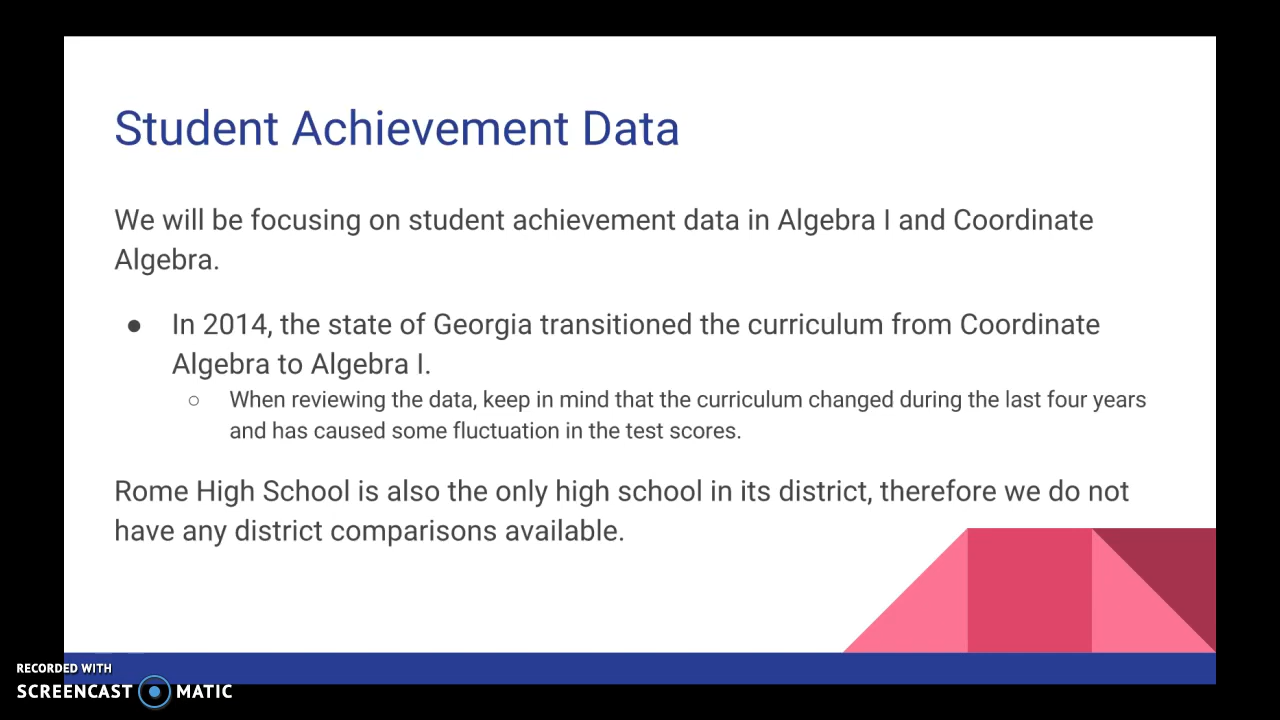 Student Achievement Data
We will be focusing on student achievement data in Algebra I and Coordinate
Algebra.
● In 2014, the state of Georgia transitioned the curriculum from Coordinate
Algebra to Algebra I.
○ When reviewing the data, keep in mind that the curriculum changed during the last four years
and has caused some fluctuation in the test scores.
Rome High School is also the only high school in its district, therefore we do not
have any district comparisons available.
RECORDED WITH
SCREENCAST MATIC